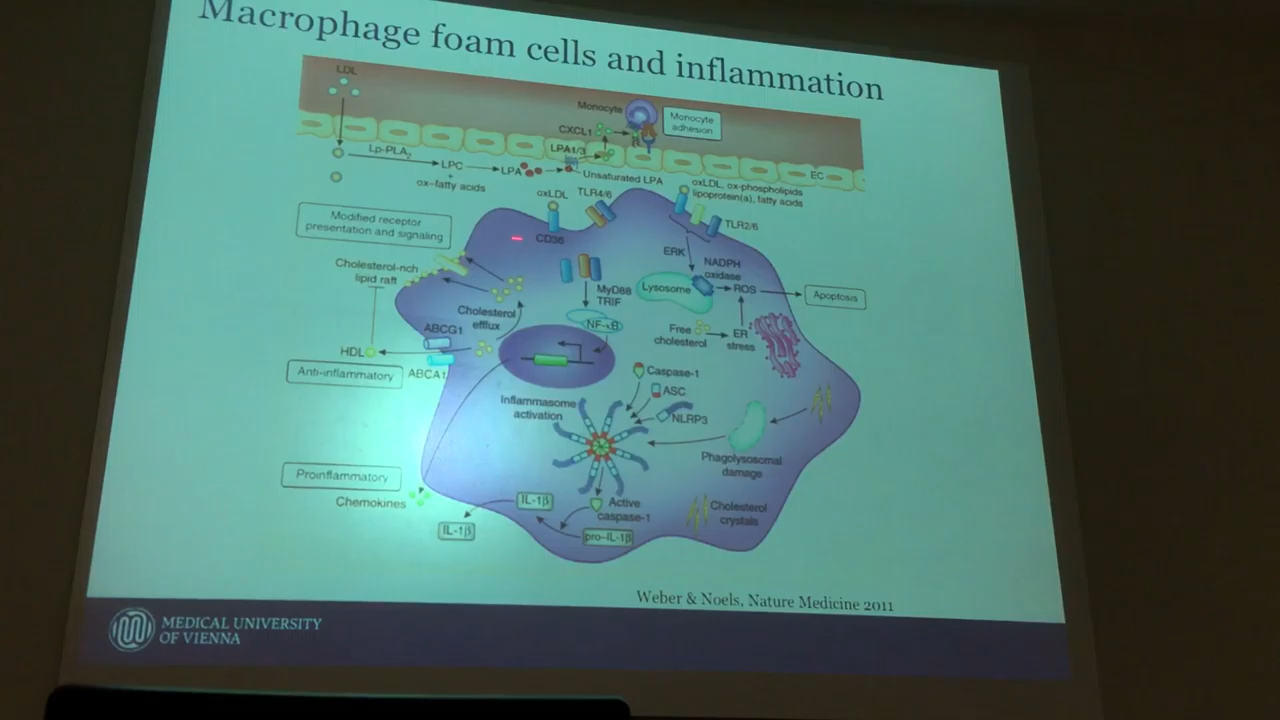 Macrophage foam cells and inflammation
LDL
Monocyte
Monocyte
adhesion
CXCL1
Lp-PLA2
LPA1/3
LPC
+
ox-fatty acids
LPA
Unsaturated LPA
EC
oxLDL
TLR4/6
oxLDL, ox-phospholipids
lipoprotein(a), fatty acids
TLR2/6
Modified receptor
presentation and signaling
CD36
ERK
NADPH
oxidase
Cholesterol-rich
lipid raft
MyD88
TRIF
Lysosome
ROS
Apoptosis
Cholesterol
efflux
NF-κB
Free
cholesterol
ER
stress
ABCG1
HDL
Anti-inflammatory
ABCA1
Caspase-1
ASC
NLRP3
Inflammasome
activation
Phagolysosomal
damage
Proinflammatory
Chemokines
IL-1β
IL-1β
Active
caspase-1
pro-IL-1β
Cholesterol
crystals
Weber & Noels, Nature Medicine 2011
MEDICAL UNIVERSITY
OF VIENNA